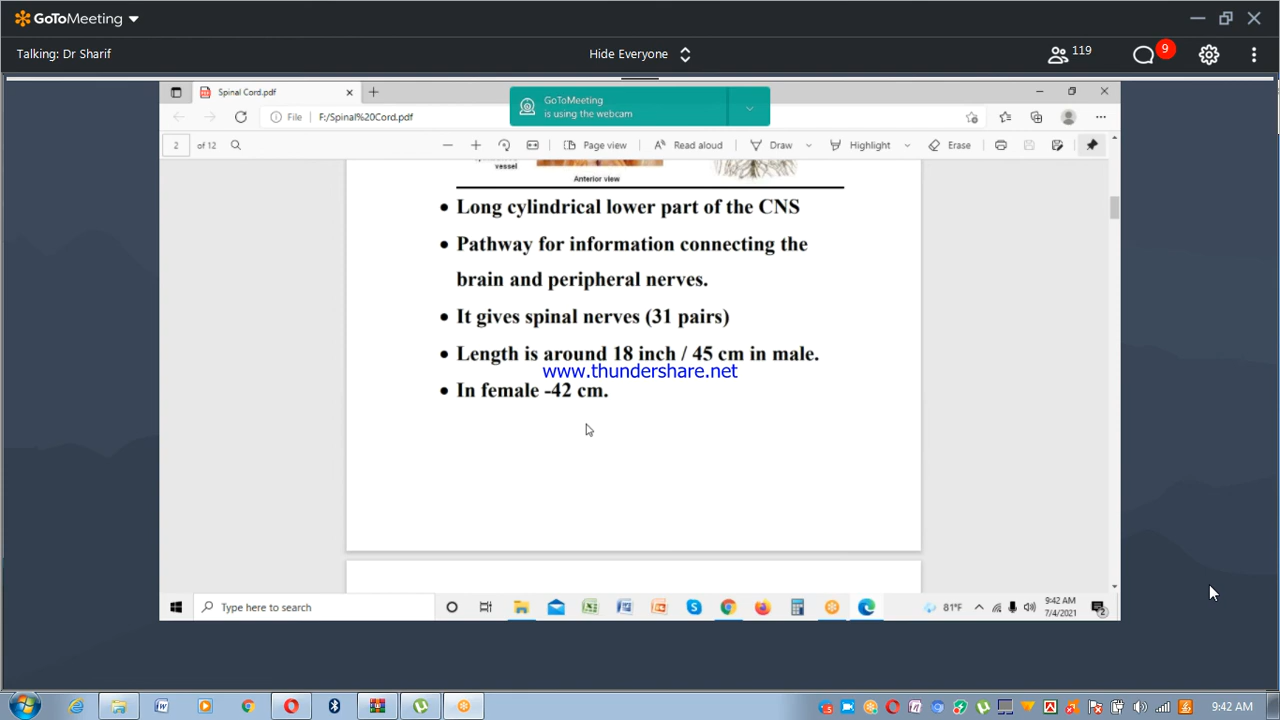 GoToMeeting
Talking: Dr Sharif
Hide Everyone
119
9
Spinal Cord.pdf
GoToMeeting
is using the webcam
File
F:/Spinal%20Cord.pdf
2 of 12
Page view
Read aloud
Draw
Highlight
Erase
vessel
Anterior view
• Long cylindrical lower part of the CNS
• Pathway for information connecting the
brain and peripheral nerves.
• It gives spinal nerves (31 pairs)
• Length is around 18 inch / 45 cm in male.
www.thundershare.net
• In female -42 cm.
Type here to search
81°F
9:42 AM
7/4/2021
2
9:42 AM